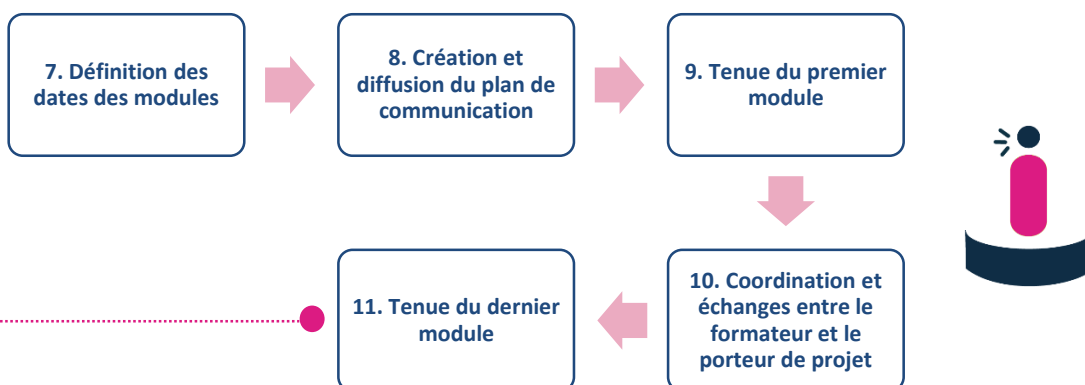 7. Définition des
dates des modules
8. Création et
diffusion du plan de
communication
9. Tenue du premier
module
10. Coordination et
échanges entre le
formateur et le
porteur de projet
11. Tenue du dernier
module